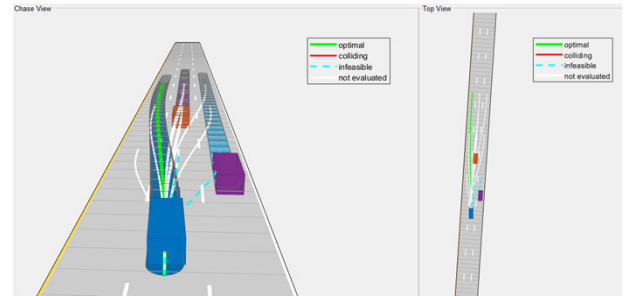 Chase View
optimal
colliding
infeasible
not evaluated
Top View
optimal
colliding
infeasible
not evaluated